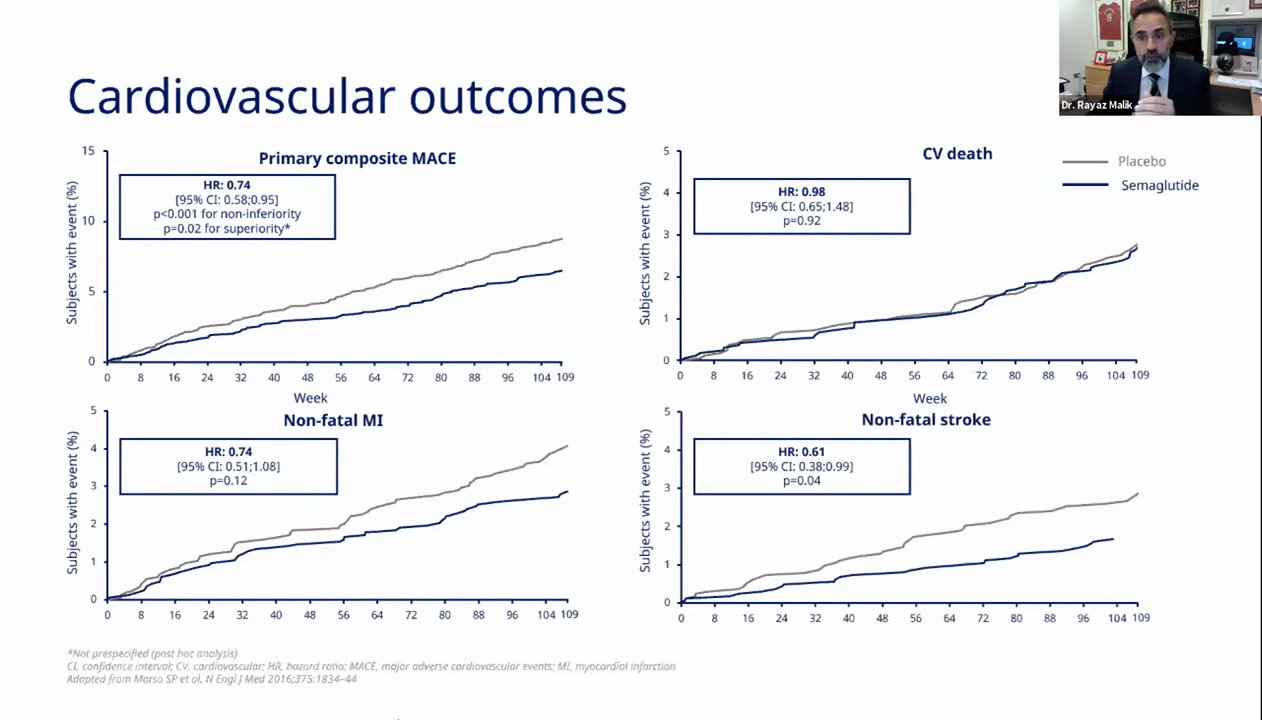 Cardiovascular outcomes
Dr. Rayaz Malik
Primary composite MACE
Subjects with event (%)
15
10
5
0
HR: 0.74
[95% CI: 0.58;0.95]
p<0.001 for non-inferiority
p=0.02 for superiority*
0 8 16 24 32 40 48 56 64 72 80 88 96 104 109
Week
CV death
Placebo
Semaglutide
Subjects with event (%)
5
4
3
2
1
0
HR: 0.98
[95% CI: 0.65;1.48]
p=0.92
0 8 16 24 32 40 48 56 64 72 80 88 96 104 109
Week
Non-fatal MI
Subjects with event (%)
5
4
3
2
1
0
HR: 0.74
[95% CI: 0.51;1.08]
p=0.12
0 8 16 24 32 40 48 56 64 72 80 88 96 104 109
Non-fatal stroke
Subjects with event (%)
5
4
3
2
1
0
HR: 0.61
[95% CI: 0.38;0.99]
p=0.04
0 8 16 24 32 40 48 56 64 72 80 88 96 104 109
*Not prespecified (post hoc analysis)
CI, confidence interval; CV, cardiovascular; HR, hazard ratio; MACE, major adverse cardiovascular events; MI, myocardial infarction
Adapted from Marso SP et al. N Engl J Med 2016;375:1834–44